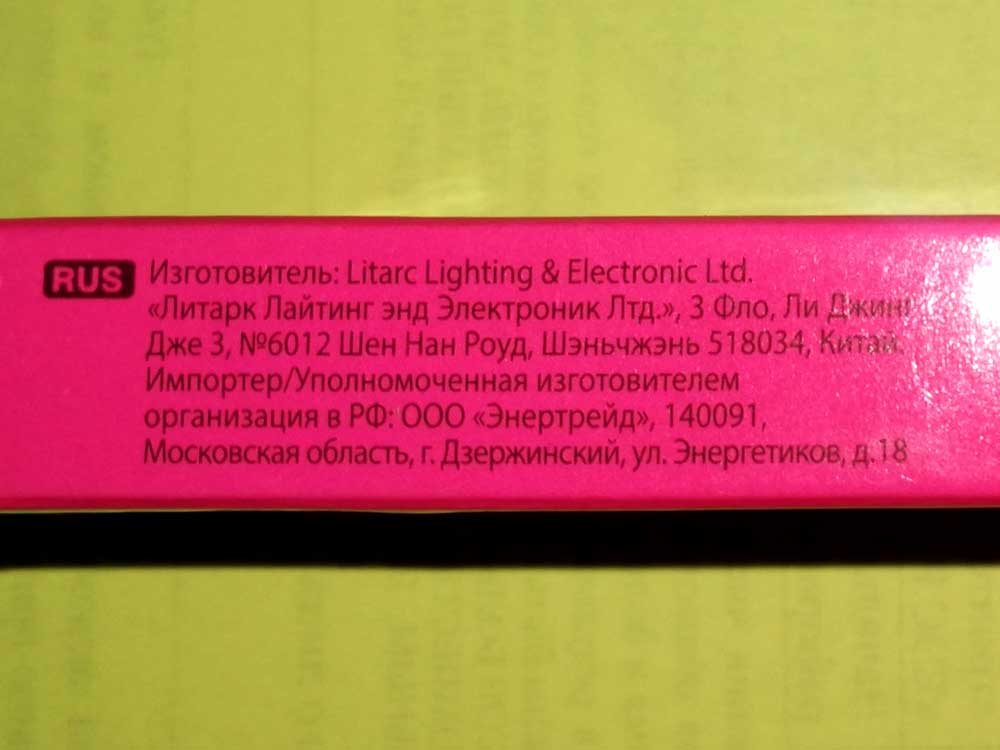 RUS Изготовитель: Litarc Lighting & Electronic Ltd.
«Литарк Лайтинг энд Электроник Лтд.», 3 Фло, Ли Джинг
Дже 3, №6012 Шен Нан Роуд, Шэньчжэнь 518034, Китай.
Импортер/Уполномоченная изготовителем
организация в РФ: ООО «Энертрейд», 140091,
Московская область, г. Дзержинский, ул. Энергетиков, д.18